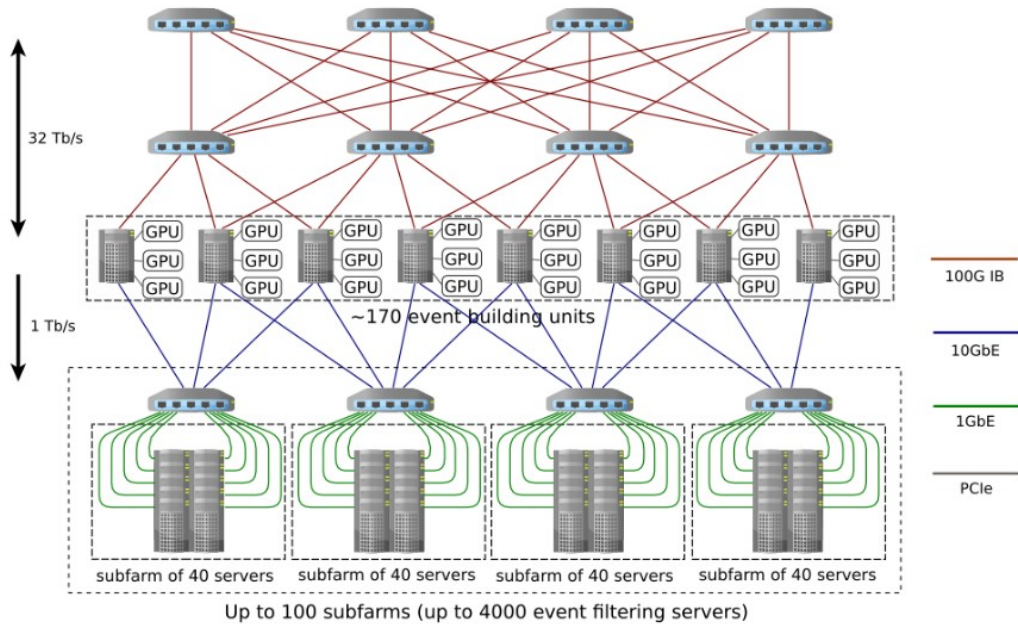 32 Tb/s
GPU GPU GPU GPU GPU GPU GPU GPU
GPU GPU GPU GPU GPU GPU GPU GPU
GPU GPU GPU GPU GPU GPU GPU GPU
~170 event building units
1 Tb/s
100G IB
10GbE
1GbE
PCIe
subfarm of 40 servers
subfarm of 40 servers
subfarm of 40 servers
subfarm of 40 servers
Up to 100 subfarms (up to 4000 event filtering servers)